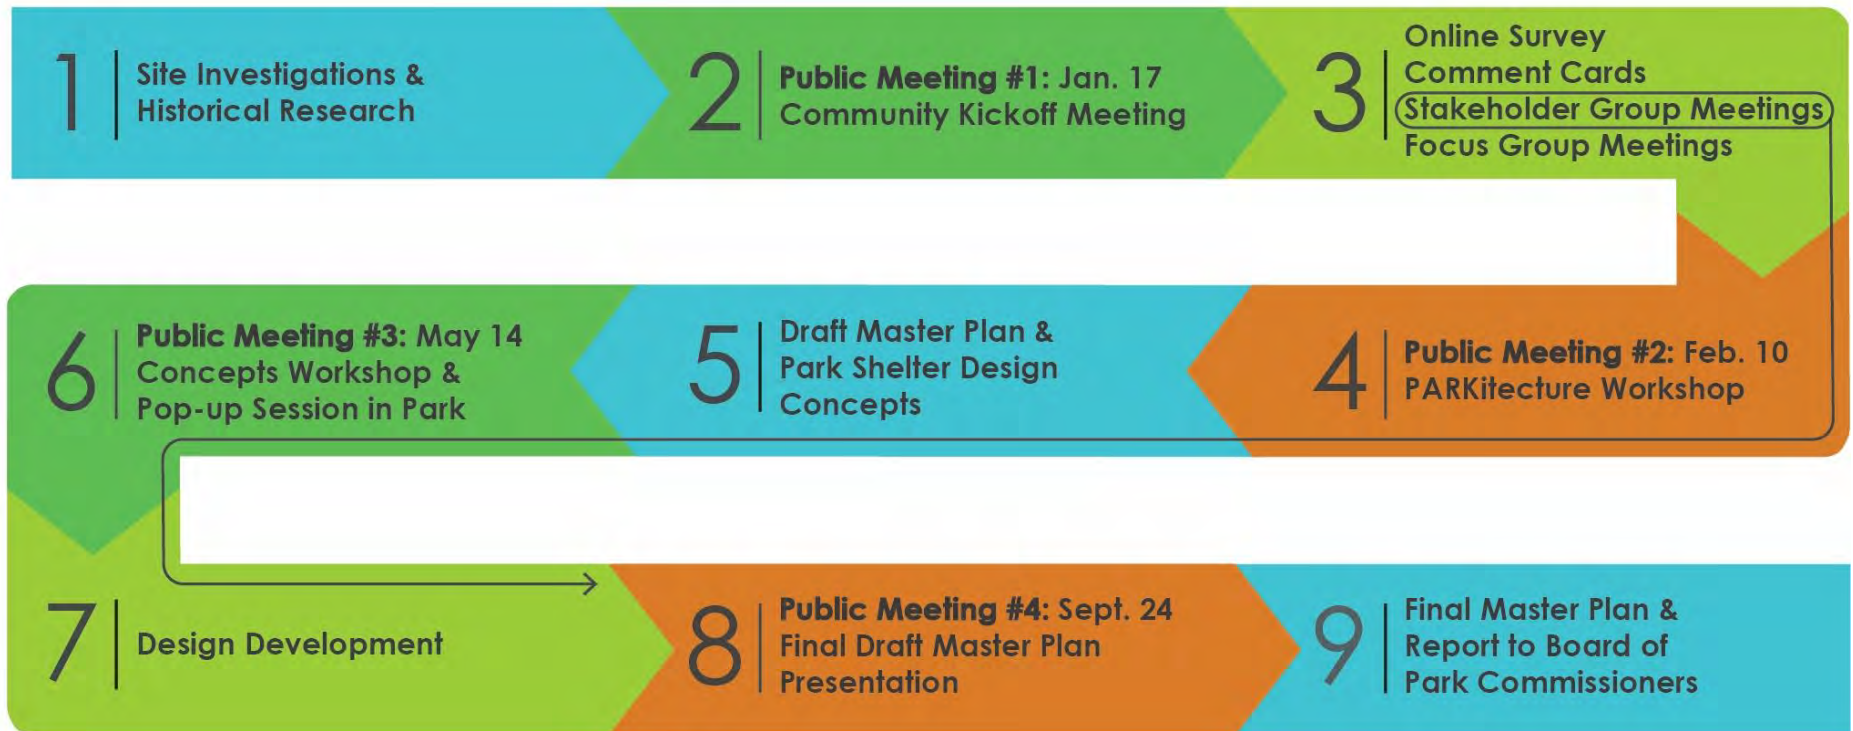 1
Site Investigations &
Historical Research
2
Public Meeting #1: Jan. 17
Community Kickoff Meeting
3
Online Survey
Comment Cards
Stakeholder Group Meetings
Focus Group Meetings
4
Public Meeting #2: Feb. 10
PARKitecture Workshop
5
Draft Master Plan &
Park Shelter Design
Concepts
6
Public Meeting #3: May 14
Concepts Workshop &
Pop-up Session in Park
7
Design Development
8
Public Meeting #4: Sept. 24
Final Draft Master Plan
Presentation
9
Final Master Plan &
Report to Board of
Park Commissioners